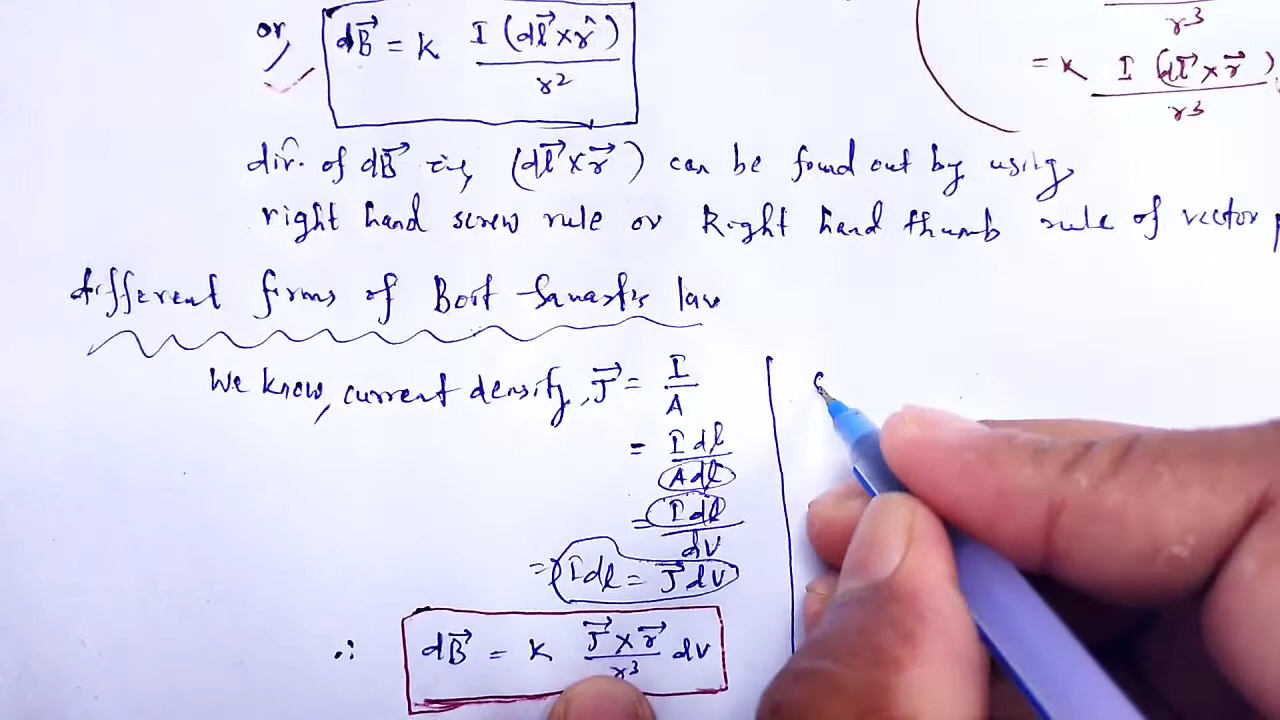 or, dB⃗ = k I (dl⃗ × r̂) / r²
r³
= k I (dl⃗ × r⃗) / r³
dirⁿ. of dB⃗ i.e., (dl⃗ × r⃗) can be found out by using
right hand screw rule or Right hand thumb rule of vector
different forms of Biot-Savart's law
We know, current density, J⃗ = I / A
= I dl / A dl
= I dl / dv
= I dl = J⃗ dv
∴ dB⃗ = k J⃗ × r⃗ / r³ dv